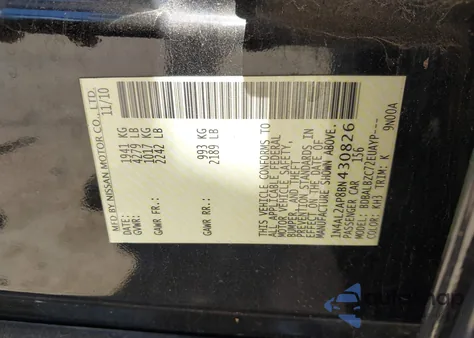 MFD BY NISSAN MOTOR CO., LTD.
DATE: 11/10
GVWR: 1941 KG
4279 LB
GAWR FR.: 1017 KG
2242 LB
GAWR RR.: 993 KG
2189 LB
THIS VEHICLE CONFORMS TO
ALL APPLICABLE FEDERAL
MOTOR VEHICLE SAFETY,
BUMPER, AND THEFT
PREVENTION STANDARDS IN
EFFECT ON THE DATE OF
MANUFACTURE SHOWN ABOVE.
1N4AL2AP0BN430826
PASSENGER CAR 156
COLOR: KH3 TRIM: K
9N00A